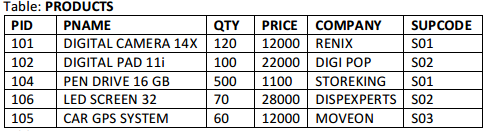 Table: PRODUCTS
PID PNAME QTY PRICE COMPANY SUPCODE
101 DIGITAL CAMERA 14X 120 12000 RENIX S01
102 DIGITAL PAD 11i 100 22000 DIGI POP S02
104 PEN DRIVE 16 GB 500 1100 STOREKING S01
106 LED SCREEN 32 70 28000 DISPEXPERTS S02
105 CAR GPS SYSTEM 60 12000 MOVEON S03